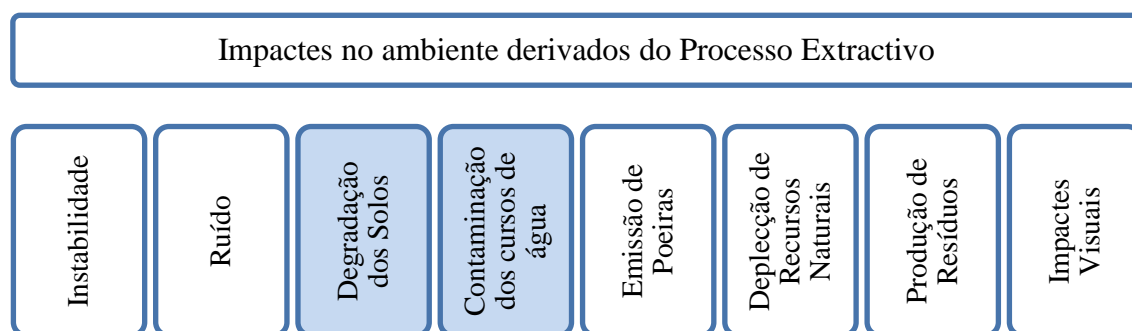 Impactes no ambiente derivados do Processo Extractivo
Instabilidade
Ruído
Degradação
dos Solos
Contaminação
dos cursos de
água
Emissão de
Poeiras
Deplecção de
Recursos
Naturais
Produção de
Resíduos
Impactes
Visuais